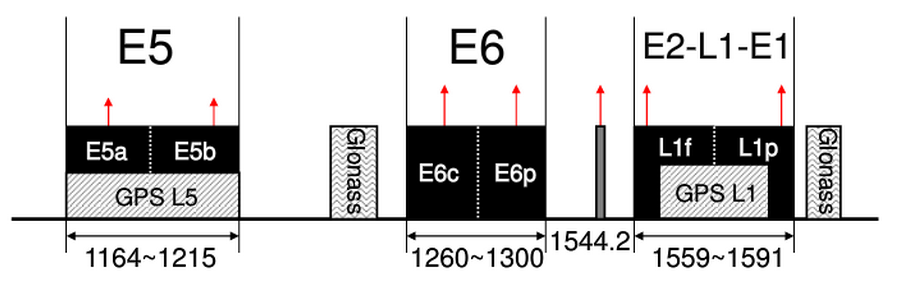 E5
E6
E2-L1-E1
E5a
E5b
GPS L5
Glonass
E6c
E6p
L1f
L1p
GPS L1
Glonass
1164~1215
1260~1300
1544.2
1559~1591